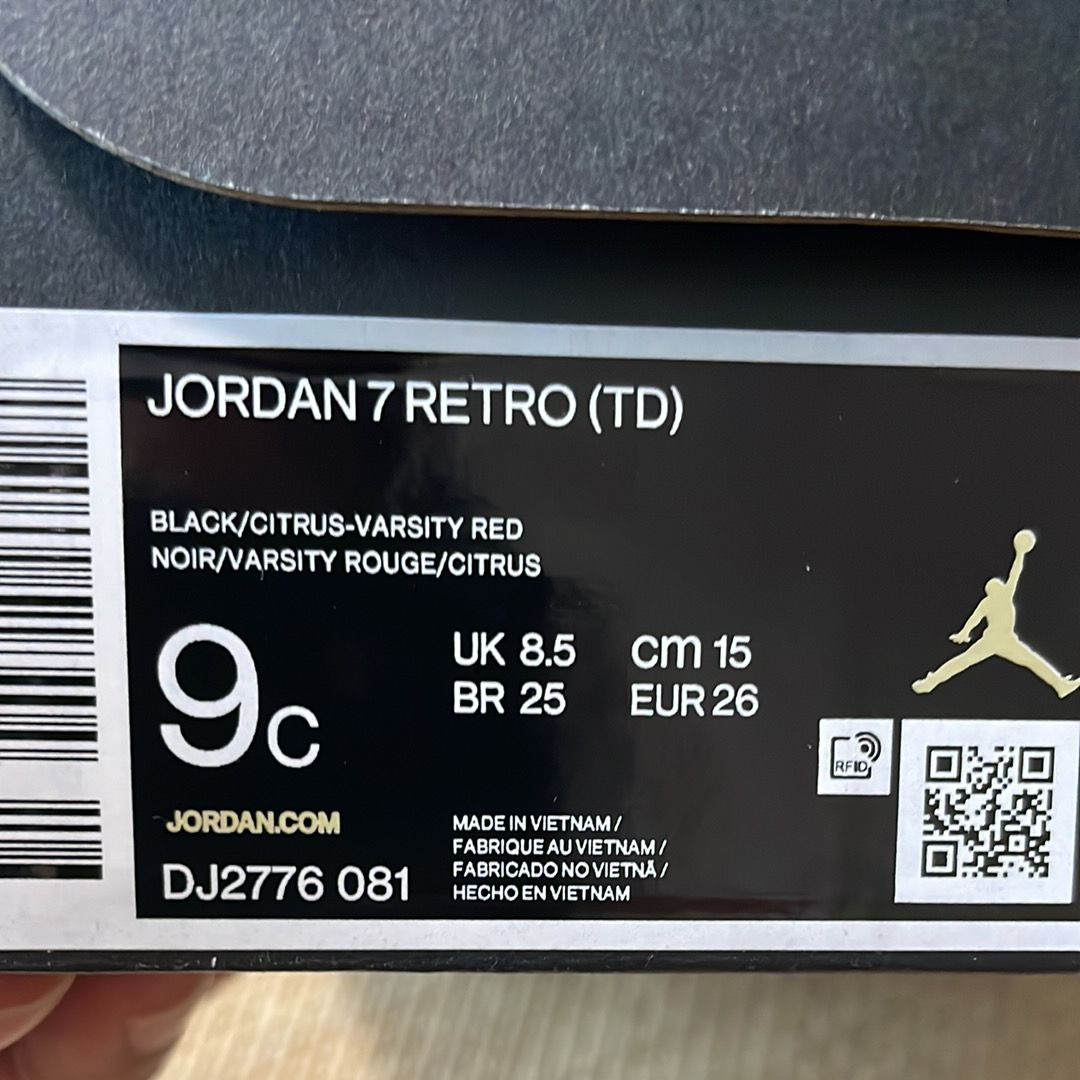 JORDAN 7 RETRO (TD)
BLACK/CITRUS-VARSITY RED
NOIR/VARSITY ROUGE/CITRUS
9C
UK 8.5 cm 15
BR 25 EUR 26
RFID
JORDAN.COM
DJ2776 081
MADE IN VIETNAM /
FABRIQUE AU VIETNAM /
FABRICADO NO VIETNÃ /
HECHO EN VIETNAM